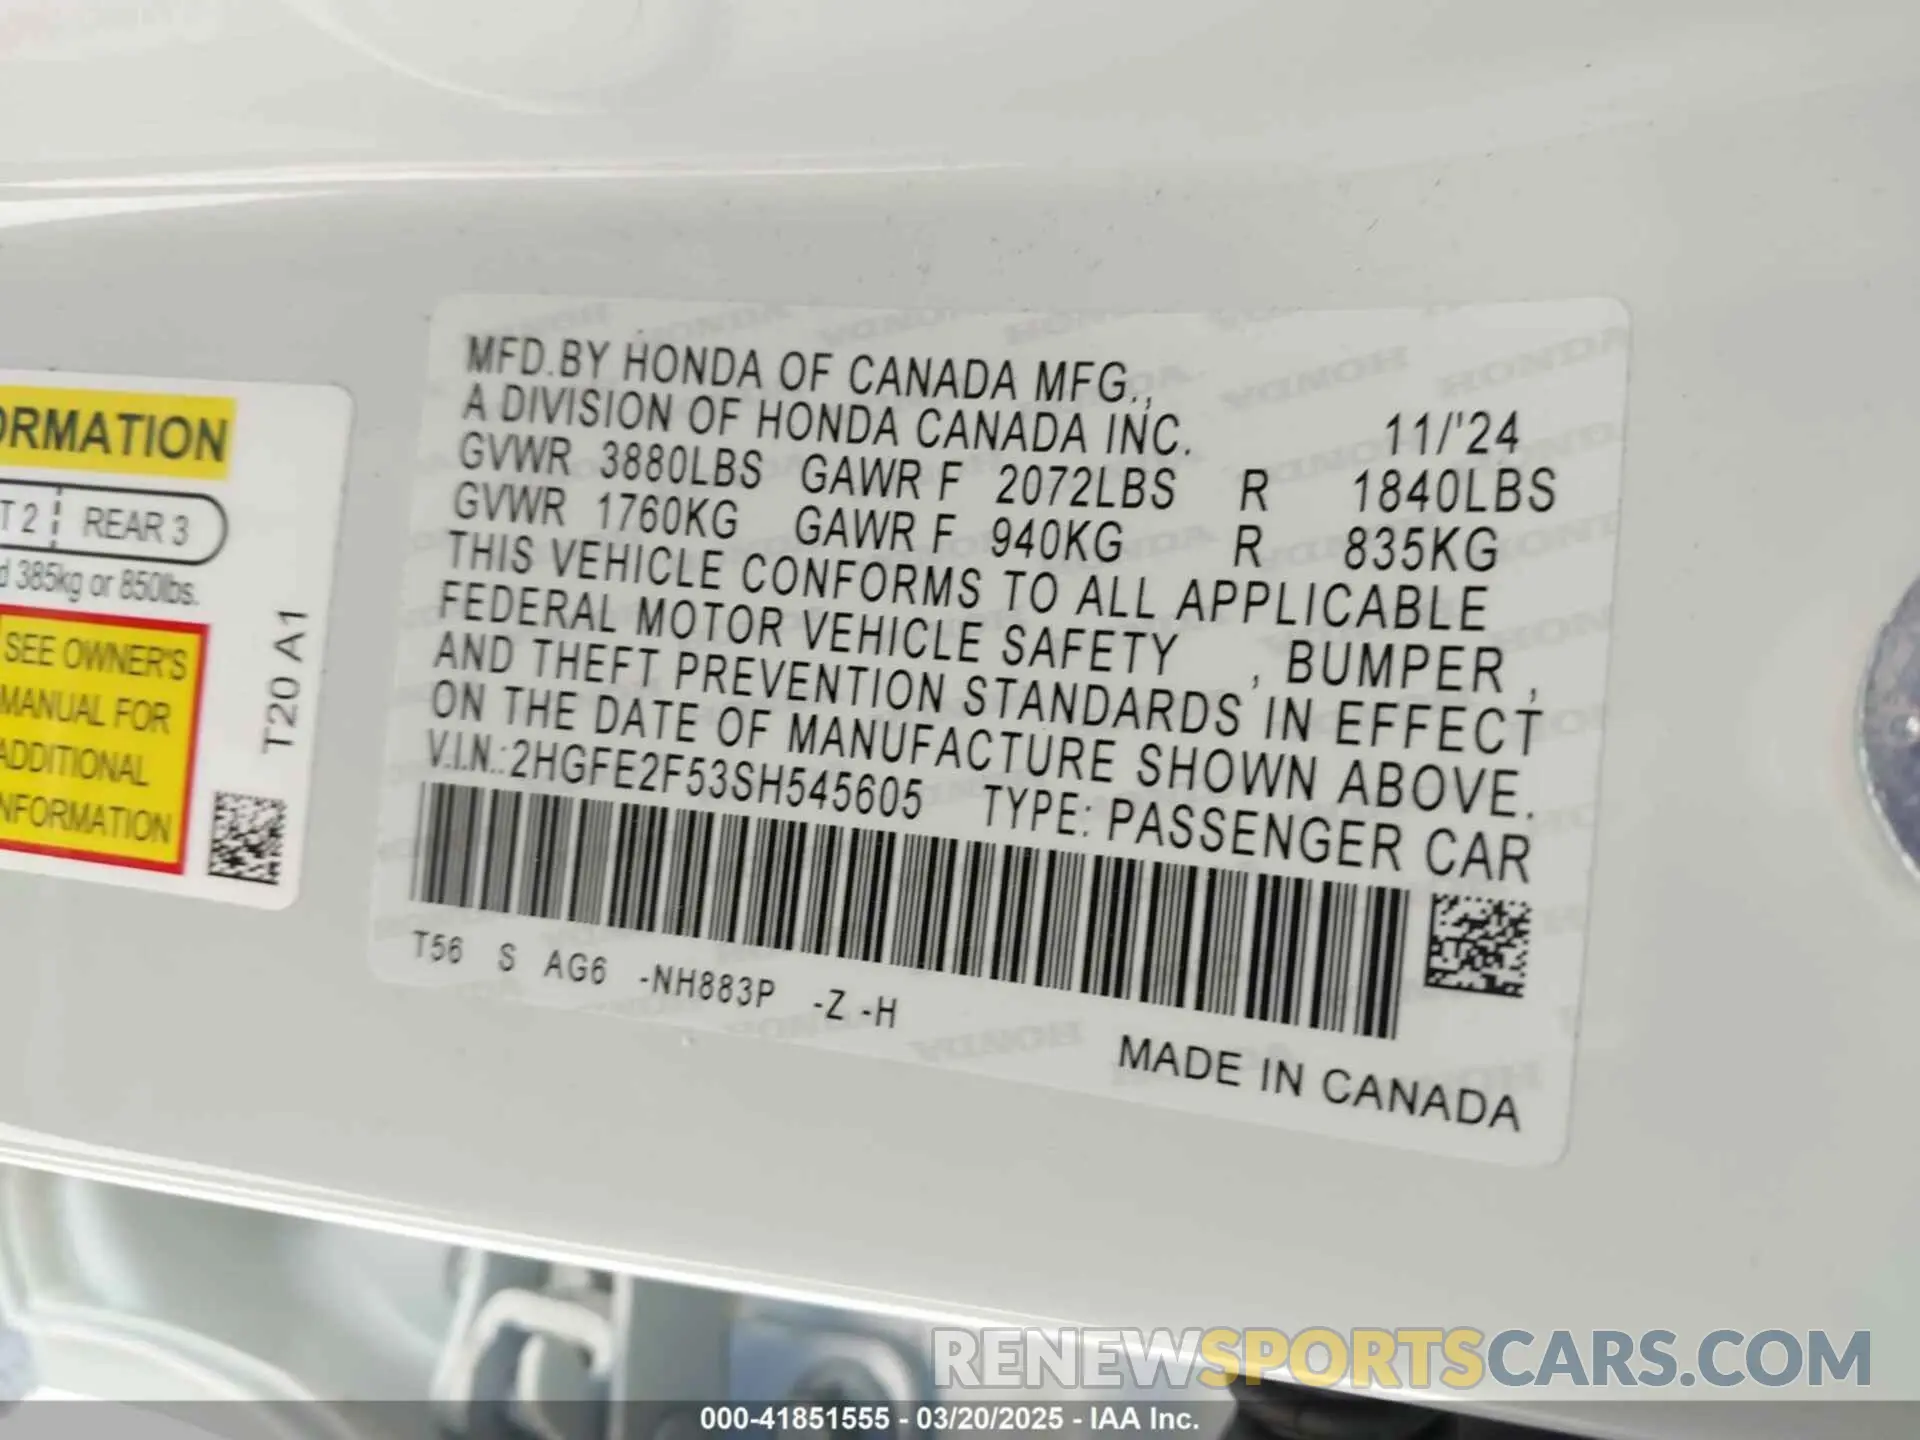 ORMATION
T 2 REAR 3
d 385kg or 850lbs.
SEE OWNER'S
MANUAL FOR
ADDITIONAL
NFORMATION
T20 A1
MFD.BY HONDA OF CANADA MFG.,
A DIVISION OF HONDA CANADA INC. 11/'24
GVWR 3880LBS GAWR F 2072LBS R 1840LBS
GVWR 1760KG GAWR F 940KG R 835KG
THIS VEHICLE CONFORMS TO ALL APPLICABLE
FEDERAL MOTOR VEHICLE SAFETY , BUMPER ,
AND THEFT PREVENTION STANDARDS IN EFFECT
ON THE DATE OF MANUFACTURE SHOWN ABOVE.
V.I.N.:2HGFE2F53SH545605 TYPE: PASSENGER CAR
T56 S AG6 -NH883P -Z -H
MADE IN CANADA
RENEWSPORTSCARS.COM
000-41851555 - 03/20/2025 - IAA Inc.